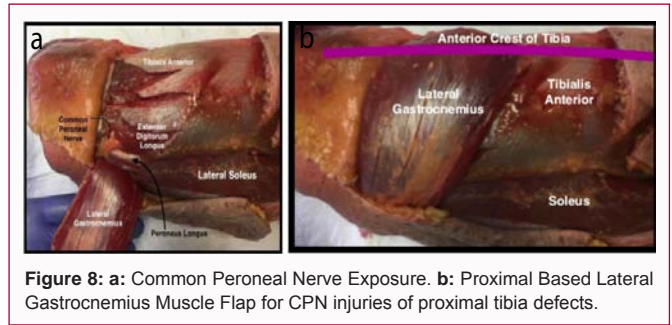 a
Tibialis Anterior
Common
Peroneal
Nerve
Extensor
Digitorum
Longus
Lateral Soleus
Lateral
Gastrocnemius
Peroneus Longus
b
Anterior Crest of Tibia
Lateral
Gastrocnemius
Tibialis
Anterior
Soleus
Figure 8: a: Common Peroneal Nerve Exposure. b: Proximal Based Lateral
Gastrocnemius Muscle Flap for CPN injuries of proximal tibia defects.